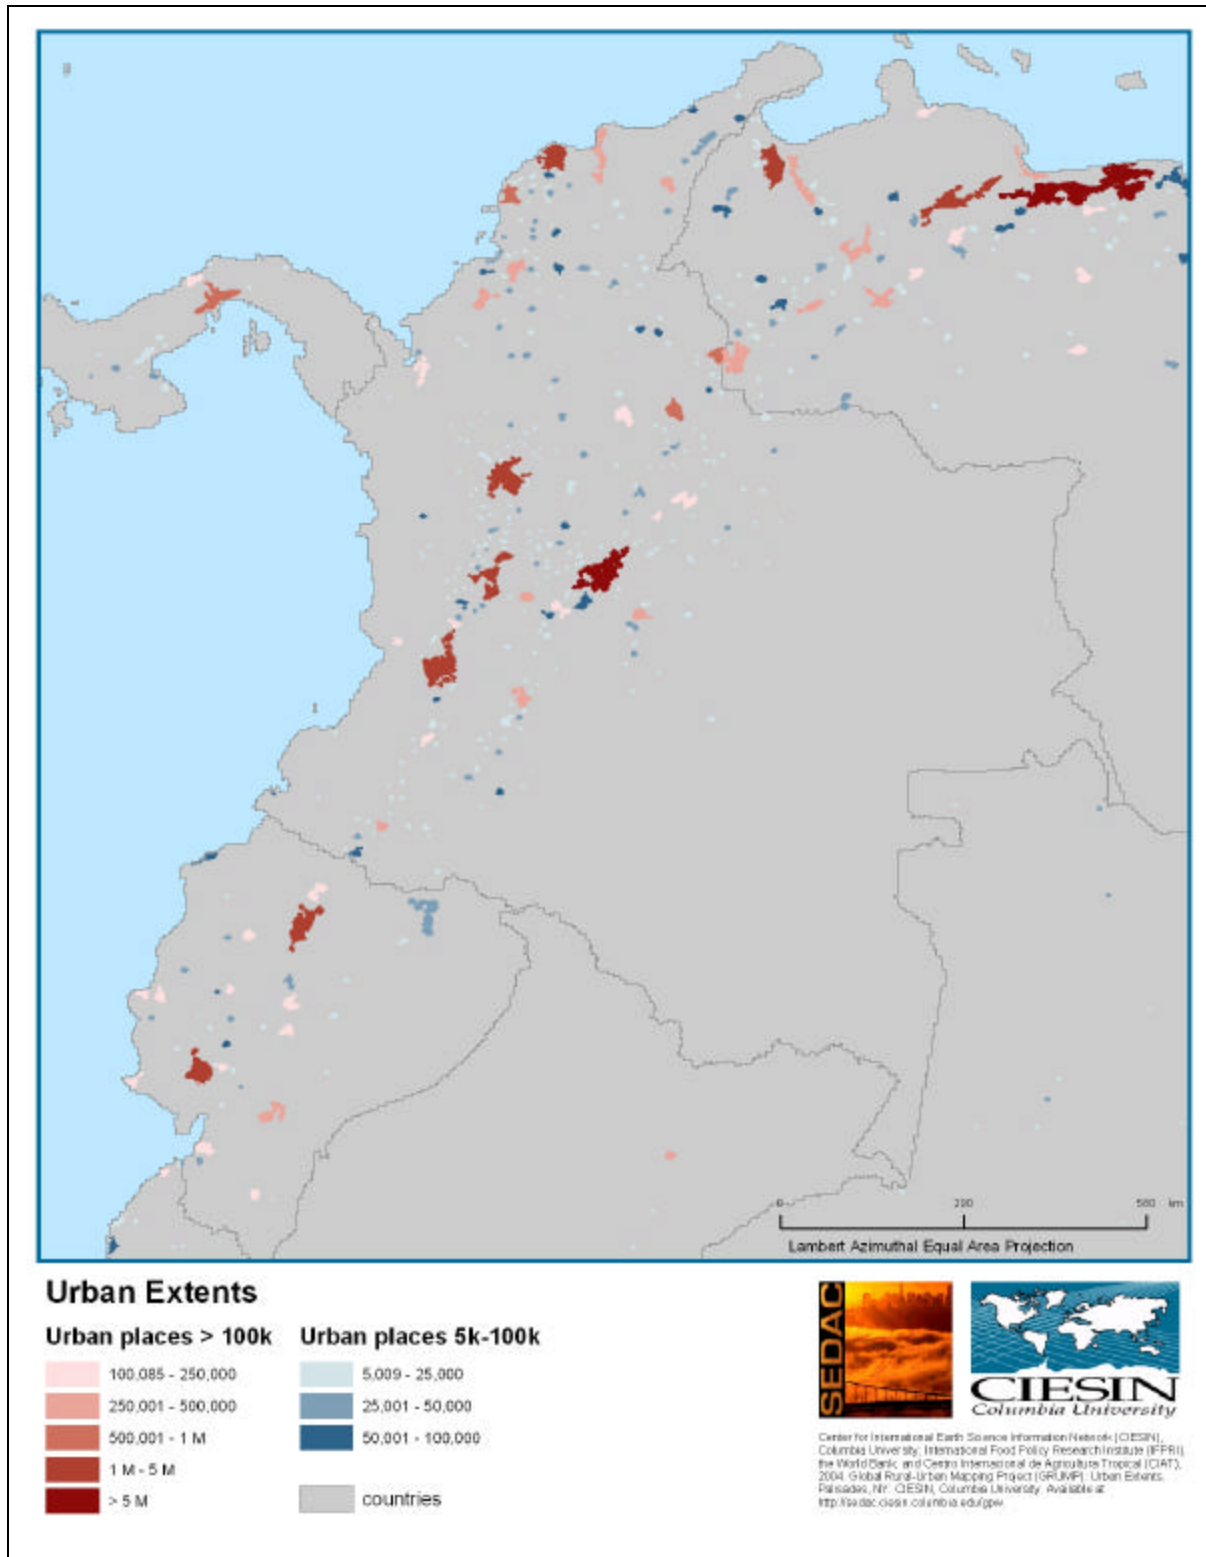 0 280 560 km
Lambert Azimuthal Equal Area Projection
Urban Extents
Urban places > 100k
100,085 - 250,000
250,001 - 500,000
500,001 - 1 M
1 M - 5 M
> 5 M
Urban places 5k-100k
5,009 - 25,000
25,001 - 50,000
50,001 - 100,000
countries
SEDAC
CIESIN
Columbia University
Center for International Earth Science Information Network (CIESIN),
Columbia University; International Food Policy Research Institute (IFPRI),
the World Bank; and Centro Internacional de Agricultura Tropical (CIAT),
2004. Global Rural-Urban Mapping Project (GRUMP): Urban Extents.
Palisades, NY: CIESIN, Columbia University. Available at
http://sedac.ciesin.columbia.edu/gpw.